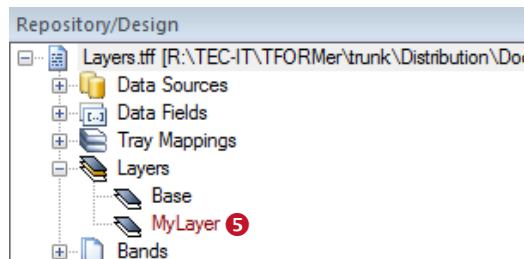 Repository/Design
Layers.tff [R:\TEC-IT\TFORMer\trunk\Distribution\Do
Data Sources
Data Fields
Tray Mappings
Layers
Base
MyLayer 5
Bands